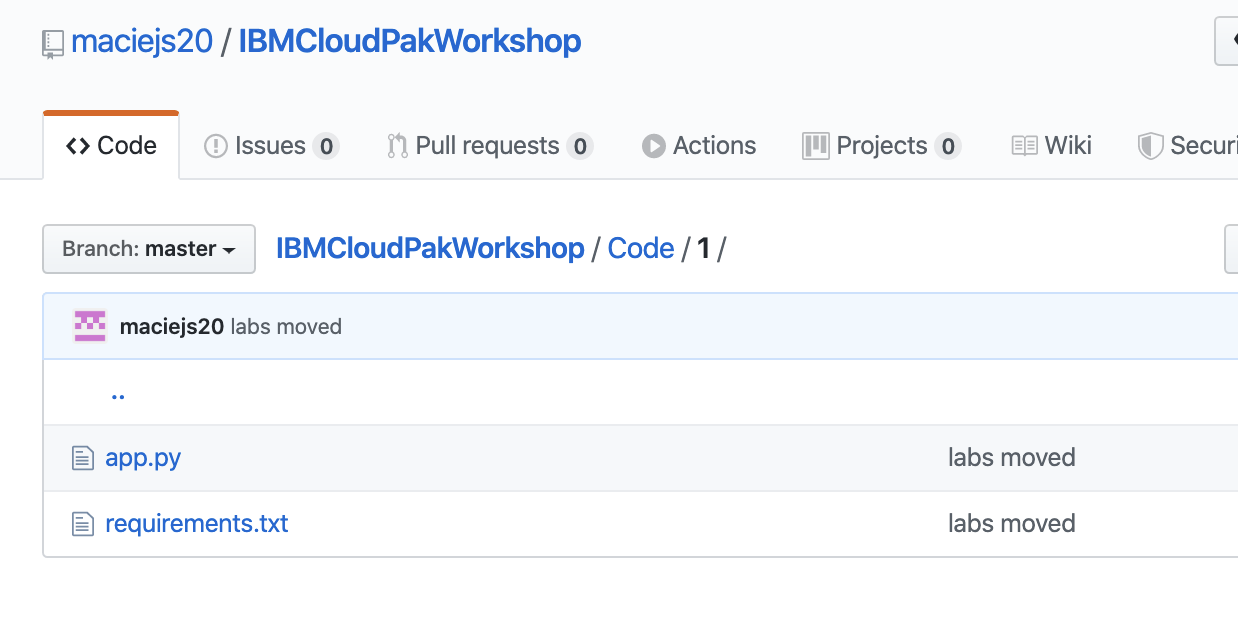 maciejs20 / IBMCloudPakWorkshop
Code Issues 0 Pull requests 0 Actions Projects 0 Wiki Securi
Branch: master IBMCloudPakWorkshop / Code / 1 /
maciejs20 labs moved
..
app.py labs moved
requirements.txt labs moved